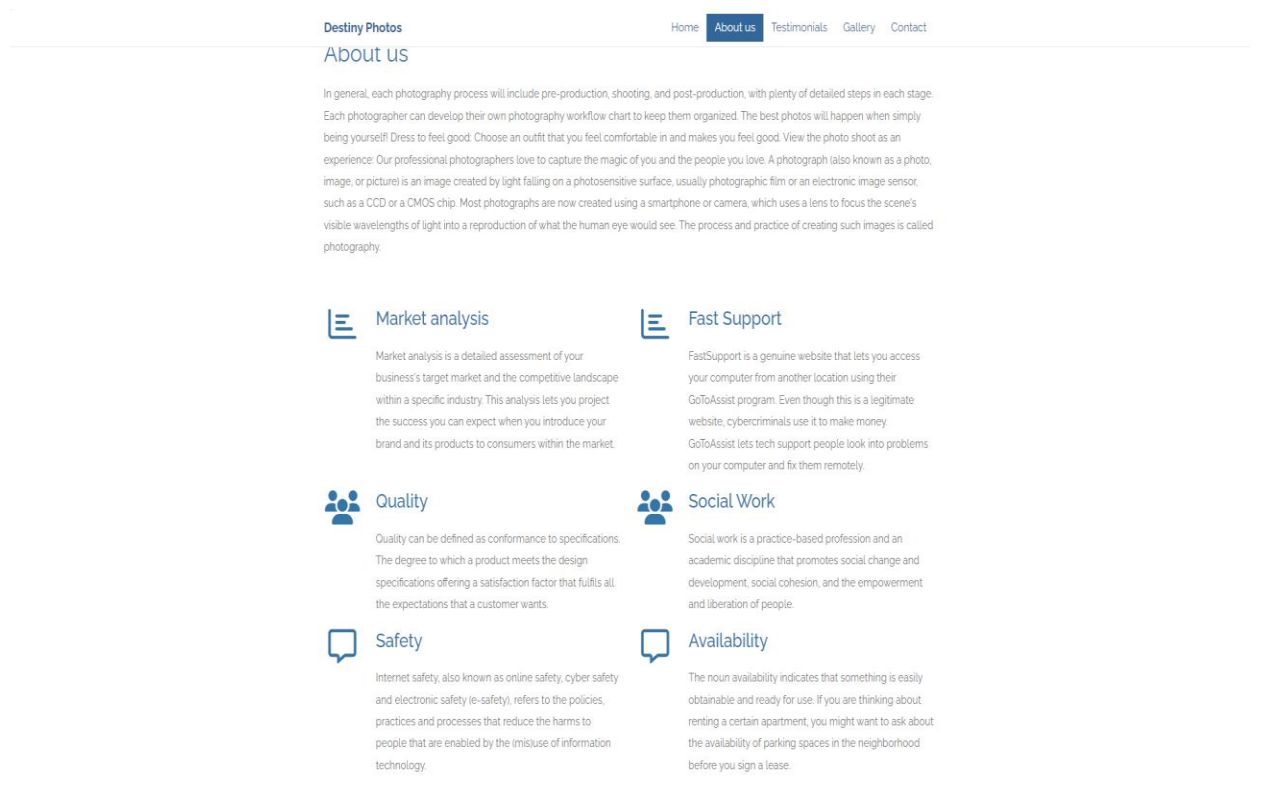 Destiny Photos
Home About us Testimonials Gallery Contact
About us
In general, each photography process will include pre-production, shooting, and post-production, with plenty of detailed steps in each stage.
Each photographer can develop their own photography workflow chart to keep them organized. The best photos will happen when simply
being yourself! Dress to feel good: Choose an outfit that you feel comfortable in and makes you feel good. View the photo shoot as an
experience: Our professional photographers love to capture the magic of you and the people you love. A photograph (also known as a photo,
image, or picture) is an image created by light falling on a photosensitive surface, usually photographic film or an electronic image sensor,
such as a CCD or a CMOS chip. Most photographs are now created using a smartphone or camera, which uses a lens to focus the scene's
visible wavelengths of light into a reproduction of what the human eye would see. The process and practice of creating such images is called
photography.
Market analysis
Market analysis is a detailed assessment of your
business's target market and the competitive landscape
within a specific industry. This analysis lets you project
the success you can expect when you introduce your
brand and its products to consumers within the market.
Fast Support
FastSupport is a genuine website that lets you access
your computer from another location using their
GoToAssist program. Even though this is a legitimate
website, cybercriminals use it to make money.
GoToAssist lets tech support people look into problems
on your computer and fix them remotely.
Quality
Quality can be defined as conformance to specifications.
The degree to which a product meets the design
specifications offering a satisfaction factor that fulfils all
the expectations that a customer wants.
Social Work
Social work is a practice-based profession and an
academic discipline that promotes social change and
development, social cohesion, and the empowerment
and liberation of people.
Safety
Internet safety, also known as online safety, cyber safety
and electronic safety (e-safety), refers to the policies,
practices and processes that reduce the harms to
people that are enabled by the (mis)use of information
technology.
Availability
The noun availability indicates that something is easily
obtainable and ready for use. If you are thinking about
renting a certain apartment, you might want to ask about
the availability of parking spaces in the neighborhood
before you sign a lease.